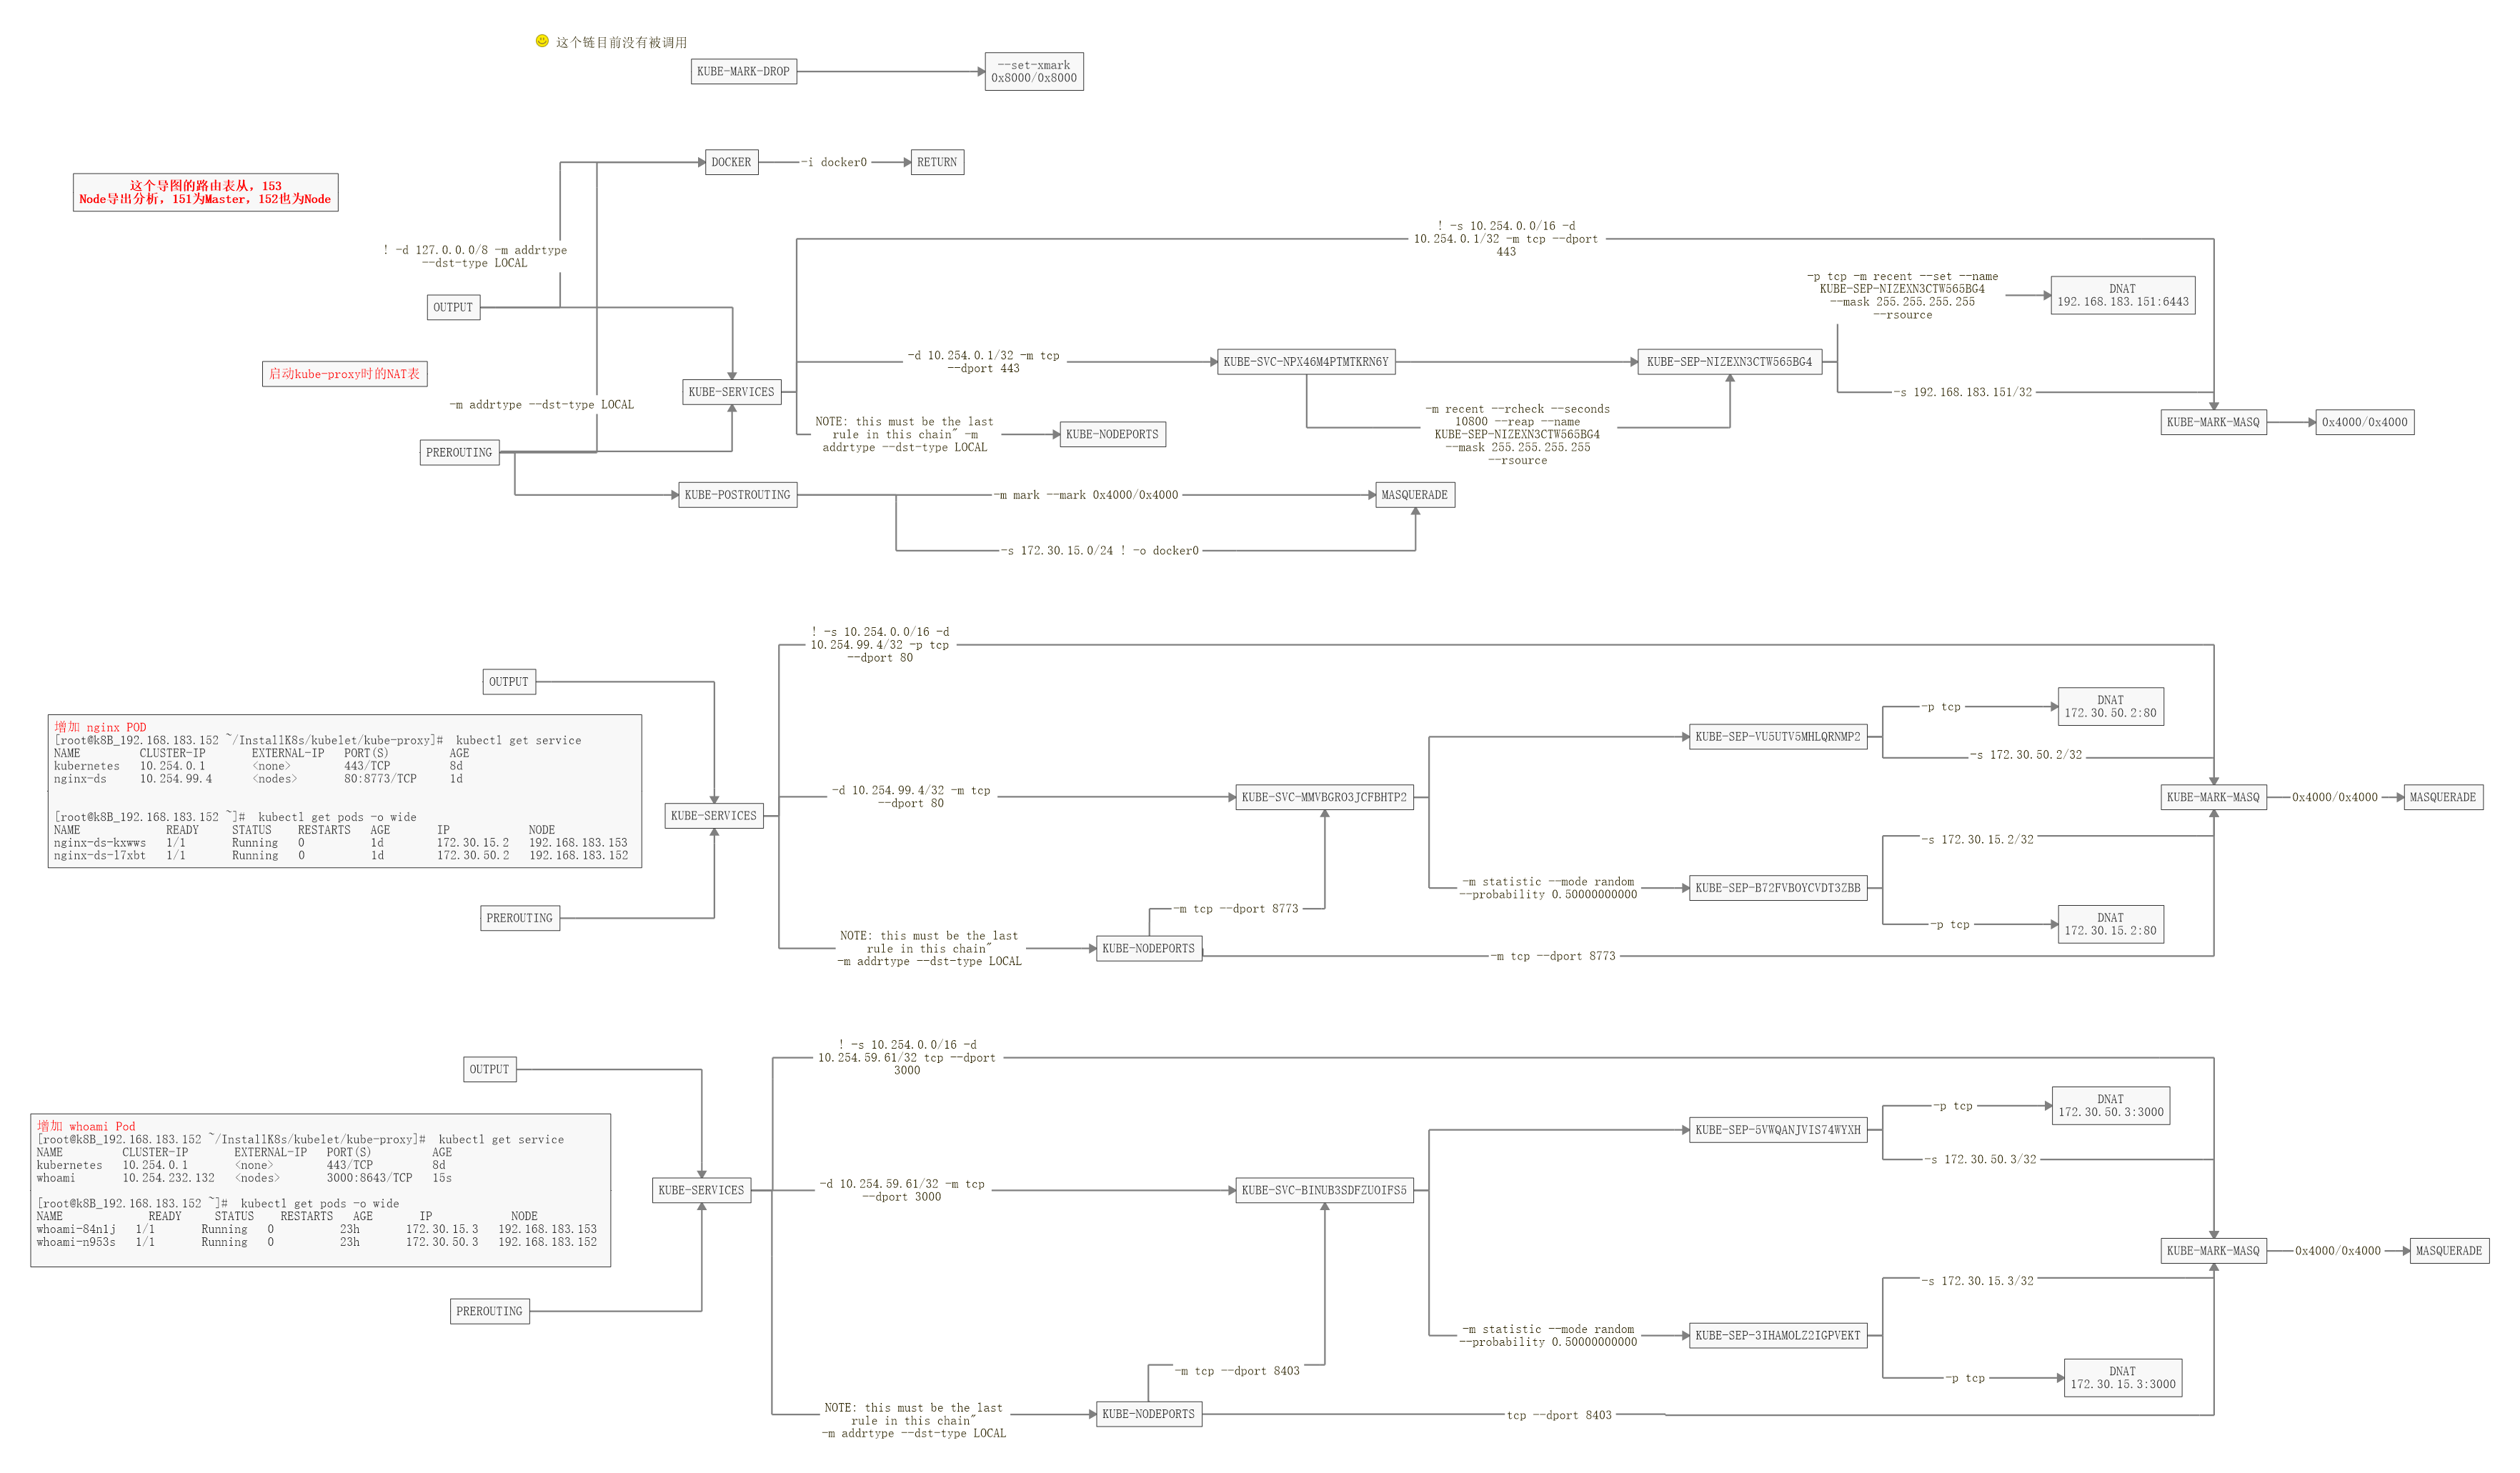 这个链目前没有被调用
KUBE-MARK-DROP
--set-xmark
0x8000/0x8000
DOCKER
-i docker0
RETURN
这个导图的路由表从，153
Node导出分析，151为Master，152也为Node
! -d 127.0.0.0/8 -m addrtype
--dst-type LOCAL
OUTPUT
启动kube-proxy时的NAT表
-m addrtype --dst-type LOCAL
PREROUTING
KUBE-SERVICES
! -s 10.254.0.0/16 -d
10.254.0.1/32 -m tcp --dport
443
-d 10.254.0.1/32 -m tcp
--dport 443
KUBE-SVC-NPX46M4PTMTKRN6Y
KUBE-SEP-NIZEXN3CTW565BG4
-p tcp -m recent --set --name
KUBE-SEP-NIZEXN3CTW565BG4
--mask 255.255.255.255
--rsource
DNAT
192.168.183.151:6443
-s 192.168.183.151/32
NOTE: this must be the last
rule in this chain" -m
addrtype --dst-type LOCAL
KUBE-NODEPORTS
-m recent --rcheck --seconds
10800 --reap --name
KUBE-SEP-NIZEXN3CTW565BG4
--mask 255.255.255.255
--rsource
KUBE-MARK-MASQ
0x4000/0x4000
KUBE-POSTROUTING
-m mark --mark 0x4000/0x4000
MASQUERADE
-s 172.30.15.0/24 ! -o docker0
! -s 10.254.0.0/16 -d
10.254.99.4/32 -p tcp
--dport 80
OUTPUT
增加 nginx POD
[root@k8B_192.168.183.152 ~/InstallK8s/kubelet/kube-proxy]#  kubectl get service
NAME         CLUSTER-IP       EXTERNAL-IP   PORT(S)         AGE
kubernetes   10.254.0.1       <none>        443/TCP         8d
nginx-ds     10.254.99.4      <nodes>       80:8773/TCP     1d
[root@k8B_192.168.183.152 ~]#  kubectl get pods -o wide
NAME             READY     STATUS    RESTARTS   AGE       IP            NODE
nginx-ds-kxwws   1/1       Running   0          1d        172.30.15.2   192.168.183.153
nginx-ds-l7xbt   1/1       Running   0          1d        172.30.50.2   192.168.183.152
PREROUTING
KUBE-SERVICES
-d 10.254.99.4/32 -m tcp
--dport 80
KUBE-SVC-MMVBGRO3JCFBHTP2
KUBE-SEP-VU5UTV5MHLQRNMP2
-p tcp
DNAT
172.30.50.2:80
-s 172.30.50.2/32
KUBE-MARK-MASQ
0x4000/0x4000
MASQUERADE
-s 172.30.15.2/32
-m statistic --mode random
--probability 0.50000000000
KUBE-SEP-B72FVBOYCVDT3ZBB
-p tcp
DNAT
172.30.15.2:80
-m tcp --dport 8773
NOTE: this must be the last
rule in this chain"
-m addrtype --dst-type LOCAL
KUBE-NODEPORTS
-m tcp --dport 8773
! -s 10.254.0.0/16 -d
10.254.59.61/32 tcp --dport
3000
OUTPUT
增加 whoami Pod
[root@k8B_192.168.183.152 ~/InstallK8s/kubelet/kube-proxy]#  kubectl get service
NAME         CLUSTER-IP       EXTERNAL-IP   PORT(S)         AGE
kubernetes   10.254.0.1       <none>        443/TCP         8d
whoami       10.254.232.132   <nodes>       3000:8643/TCP   15s
[root@k8B_192.168.183.152 ~]#  kubectl get pods -o wide
NAME             READY     STATUS    RESTARTS   AGE       IP            NODE
whoami-84n1j   1/1       Running   0          23h       172.30.15.3   192.168.183.153
whoami-n953s   1/1       Running   0          23h       172.30.50.3   192.168.183.152
PREROUTING
KUBE-SERVICES
-d 10.254.59.61/32 -m tcp
--dport 3000
KUBE-SVC-BINUB3SDFZUOIFS5
KUBE-SEP-5VWQANJVIS74WYXH
-p tcp
DNAT
172.30.50.3:3000
-s 172.30.50.3/32
KUBE-MARK-MASQ
0x4000/0x4000
MASQUERADE
-s 172.30.15.3/32
-m statistic --mode random
--probability 0.50000000000
KUBE-SEP-3IHAMOLZ2IGPVEKT
-p tcp
DNAT
172.30.15.3:3000
-m tcp --dport 8403
NOTE: this must be the last
rule in this chain"
-m addrtype --dst-type LOCAL
KUBE-NODEPORTS
tcp --dport 8403